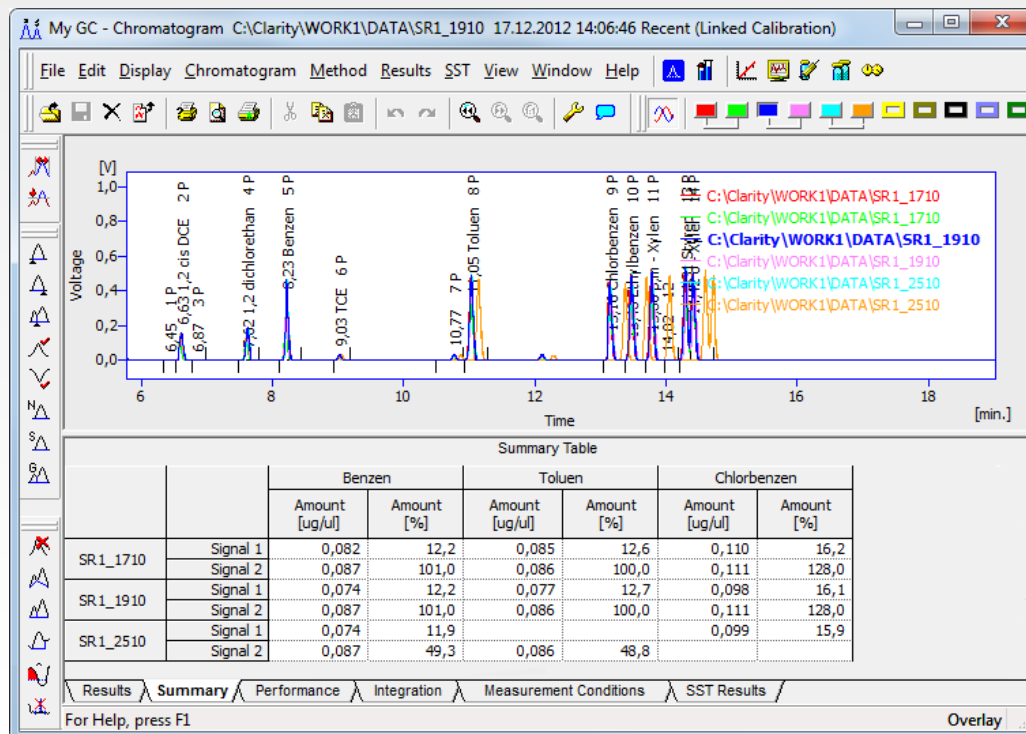 My GC - Chromatogram C:\Clarity\WORK1\DATA\SR1_1910 17.12.2012 14:06:46 Recent (Linked Calibration)
File Edit Display Chromatogram Method Results SST View Window Help
[V]
1,0
0,8
0,6
0,4
0,2
0,0
Voltage
6,45 1 P
6,63 1,2 cis DCE 2 P
6,87 3 P
7,62 1,2 dichlorethan 4 P
8,23 Benzen 5 P
9,03 TCE 6 P
10,77 7 P
11,05 Toluen 8 P
Chlorbenzen 9 P
Ethylbenzen 10 P
- Xylen 11 P
C:\Clarity\WORK1\DATA\SR1_1710
C:\Clarity\WORK1\DATA\SR1_1710
C:\Clarity\WORK1\DATA\SR1_1910
C:\Clarity\WORK1\DATA\SR1_1910
C:\Clarity\WORK1\DATA\SR1_2510
C:\Clarity\WORK1\DATA\SR1_2510
6 8 10 12 14 16 18
Time
[min.]
Summary Table
Benzen Toluen Chlorbenzen
Amount [ug/ul] Amount [%] Amount [ug/ul] Amount [%] Amount [ug/ul] Amount [%]
SR1_1710 Signal 1 0,082 12,2 0,085 12,6 0,110 16,2
Signal 2 0,087 101,0 0,086 100,0 0,111 128,0
SR1_1910 Signal 1 0,074 12,2 0,077 12,7 0,098 16,1
Signal 2 0,087 101,0 0,086 100,0 0,111 128,0
SR1_2510 Signal 1 0,074 11,9 0,099 15,9
Signal 2 0,087 49,3 0,086 48,8
Results Summary Performance Integration Measurement Conditions SST Results
For Help, press F1
Overlay